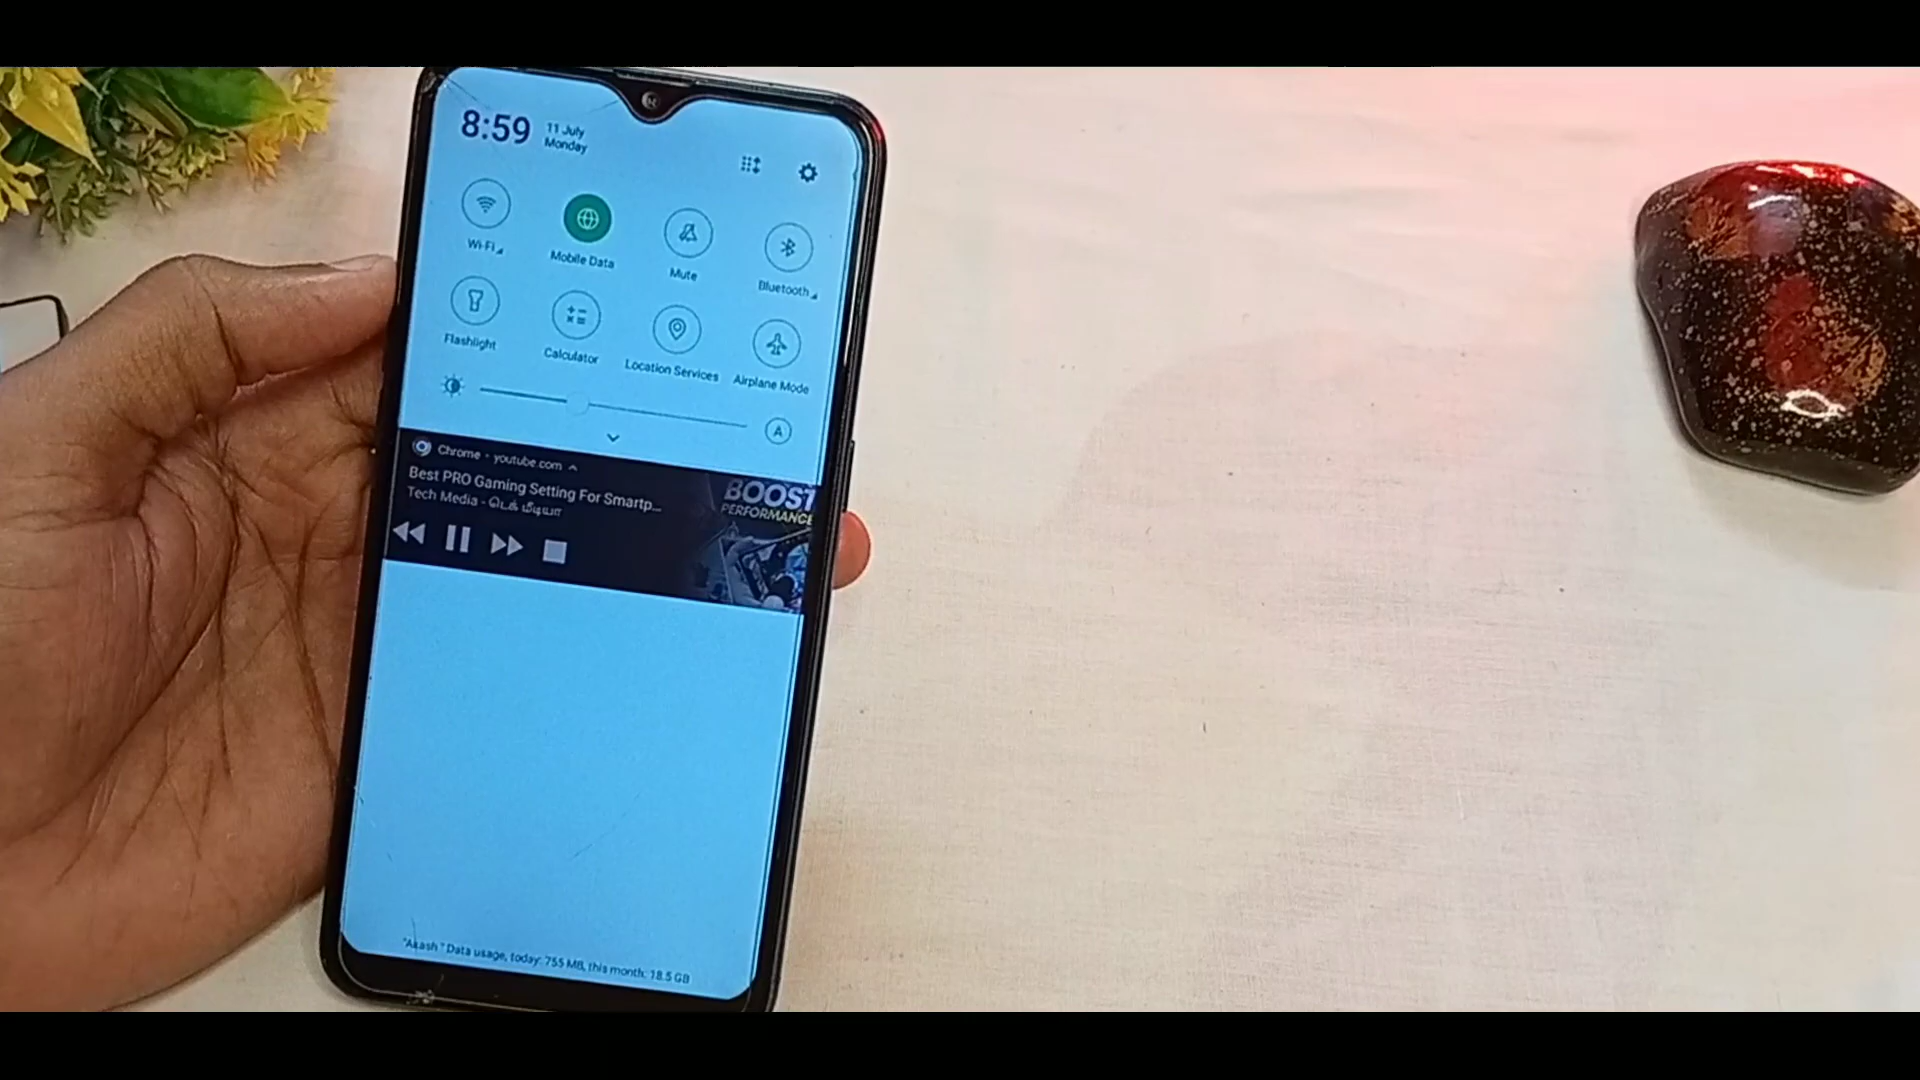 8:59
11 July
Monday
Wi-Fi
Mobile Data
Mute
Bluetooth
Flashlight
Calculator
Location Services
Airplane Mode
A
Chrome • youtube.com
Best PRO Gaming Setting For Smartp...
Tech Media - டெக் மீடியா
BOOST
PERFORMANCE
"Akash " Data usage, today: 755 MB, this month: 18.5 GB